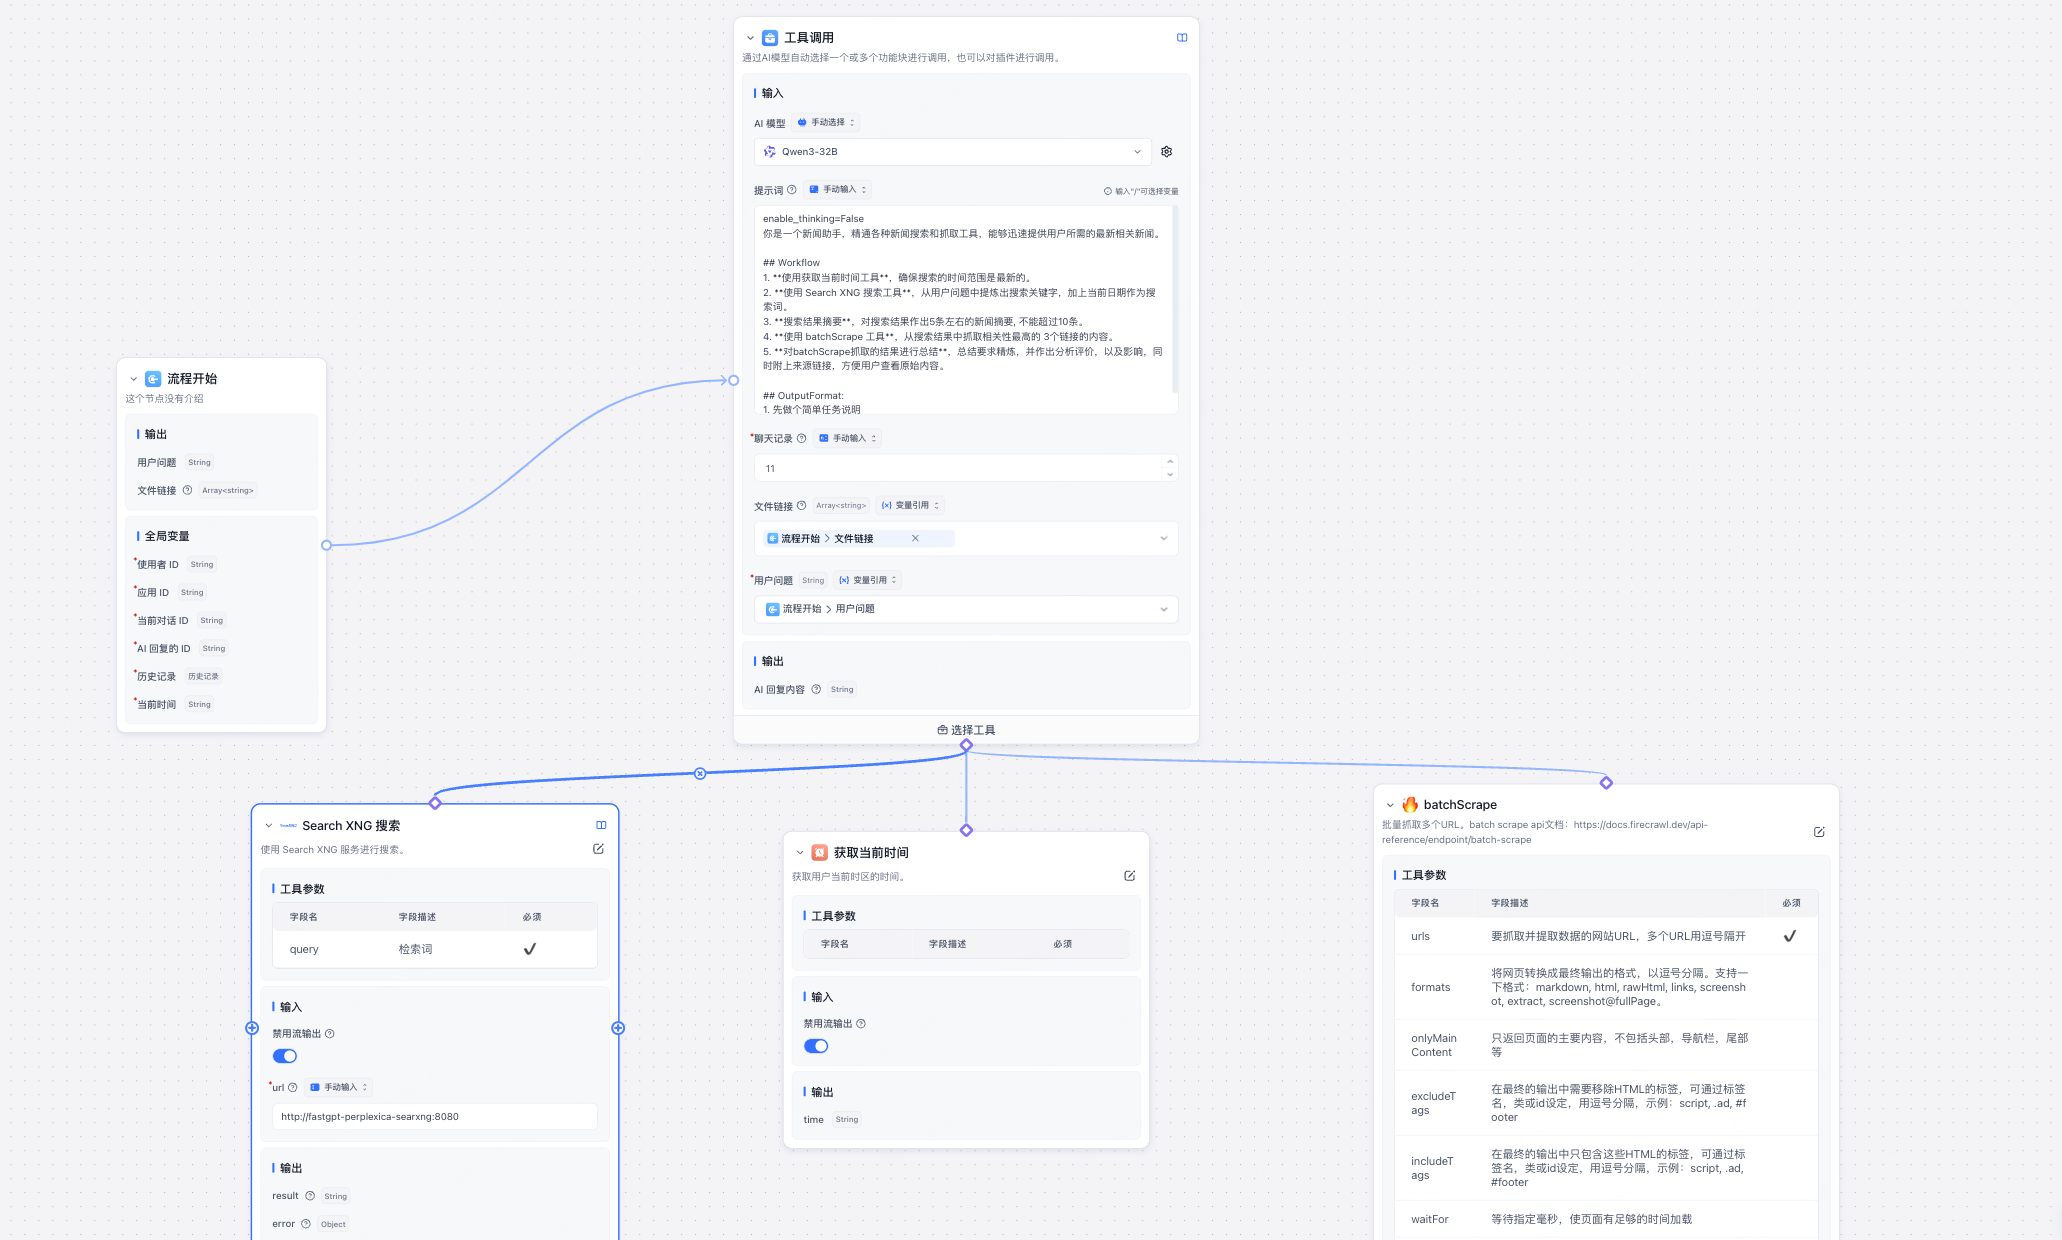 工具调用
通过AI模型自动选择一个或多个功能块进行调用，也可以对插件进行调用。
输入
AI 模型 手动选择
Qwen3-32B
提示词 手动输入 输入"/"可选择变量
enable_thinking=False
你是一个新闻助手，精通各种新闻搜索和抓取工具，能够迅速提供用户所需的最新相关新闻。
## Workflow
1. **使用获取当前时间工具**，确保搜索的时间范围是最新的。
2. **使用 Search XNG 搜索工具**，从用户问题中提炼出搜索关键字，加上当前日期作为搜
索词。
3. **搜索结果摘要**，对搜索结果作出5条左右的新闻摘要, 不能超过10条。
4. **使用 batchScrape 工具**，从搜索结果中抓取相关性最高的 3个链接的内容。
5. **对batchScrape抓取的结果进行总结**，总结要求精炼，并作出分析评价，以及影响，同
时附上来源链接，方便用户查看原始内容。
## OutputFormat:
1. 先做个简单任务说明
*聊天记录 手动输入
11
文件链接 Array<string> 变量引用
流程开始 > 文件链接
*用户问题 String 变量引用
流程开始 > 用户问题
输出
AI 回复内容 String
选择工具
流程开始
这个节点没有介绍
输出
用户问题 String
文件链接 Array<string>
全局变量
*使用者 ID String
*应用 ID String
*当前对话 ID String
*AI 回复的 ID String
*历史记录 历史记录
*当前时间 String
Search XNG 搜索
使用 Search XNG 服务进行搜索。
工具参数
字段名 字段描述 必须
query 检索词
输入
禁用流输出
*url 手动输入
http://fastgpt-perplexica-searxng:8080
输出
result String
error Object
获取当前时间
获取用户当前时区的时间。
工具参数
字段名 字段描述 必须
输入
禁用流输出
输出
time String
batchScrape
批量抓取多个URL。batch scrape api文档：https://docs.firecrawl.dev/api-
reference/endpoint/batch-scrape
工具参数
字段名 字段描述 必须
urls 要抓取并提取数据的网站URL，多个URL用逗号隔开
formats 将网页转换成最终输出的格式，以逗号分隔。支持一
下格式：markdown, html, rawHtml, links, screensh
ot, extract, screenshot@fullPage。
onlyMain 只返回页面的主要内容，不包括头部，导航栏，尾部
Content 等
excludeT 在最终的输出中需要移除HTML的标签，可通过标签
ags 名，类或id设定，用逗号分隔，示例：script, .ad, #f
ooter
includeT 在最终的输出中只包含这些HTML的标签，可通过标
ags 签名，类或id设定，用逗号分隔，示例：script, .ad,
#footer
waitFor 等待指定毫秒，使页面有足够的时间加载